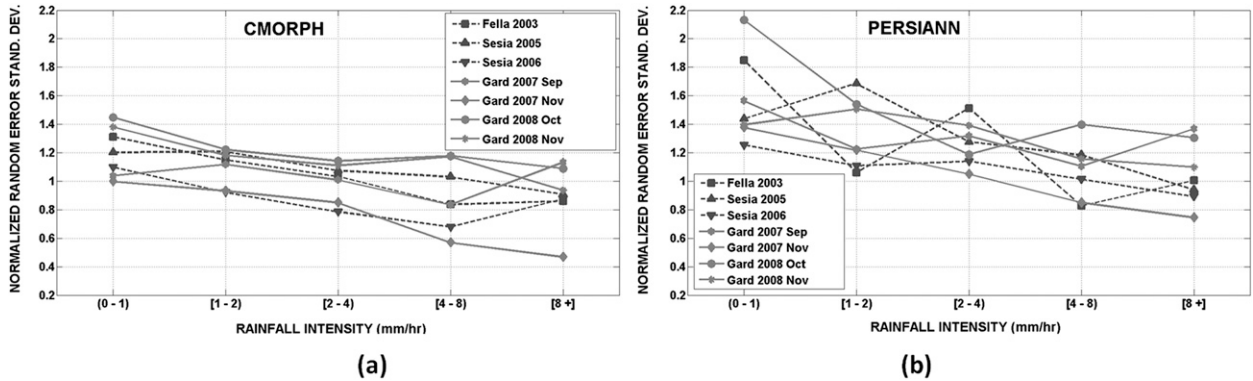 CMORPH
NORMALIZED RANDOM ERROR STAND. DEV.
2.2
2
1.8
1.6
1.4
1.2
1
0.8
0.6
0.4
0.2
Fella 2003
Sesia 2005
Sesia 2006
Gard 2007 Sep
Gard 2007 Nov
Gard 2008 Oct
Gard 2008 Nov
(0 - 1)
[1 - 2)
[2 - 4)
[4 - 8)
[8 +]
RAINFALL INTENSITY (mm/hr)
(a)
PERSIANN
NORMALIZED RANDOM ERROR STAND. DEV.
2.2
2
1.8
1.6
1.4
1.2
1
0.8
0.6
0.4
0.2
Fella 2003
Sesia 2005
Sesia 2006
Gard 2007 Sep
Gard 2007 Nov
Gard 2008 Oct
Gard 2008 Nov
(0 - 1)
[1 - 2)
[2 - 4)
[4 - 8)
[8 +]
RAINFALL INTENSITY (mm/hr)
(b)